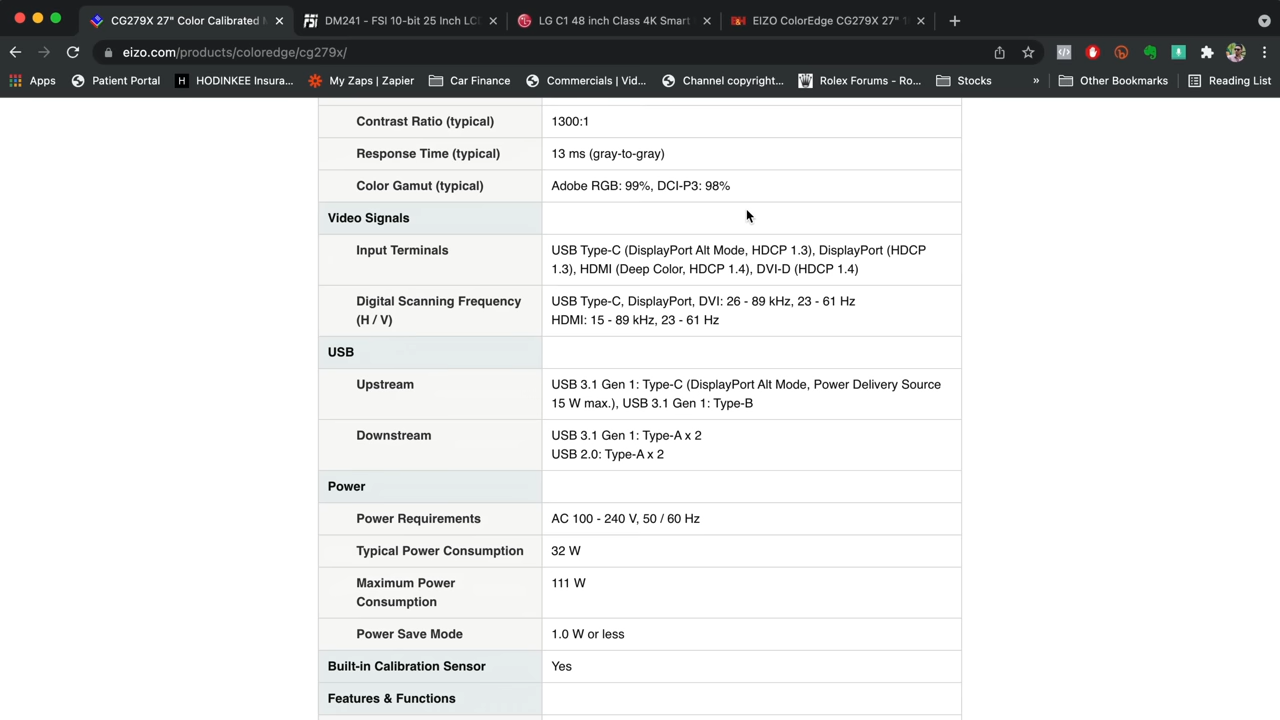 CG279X 27" Color Calibrated
DM241 - FSI 10-bit 25 Inch LC
LG C1 48 inch Class 4K Smart
EIZO ColorEdge CG279X 27" 1
eizo.com/products/coloredge/cg279x/
Apps Patient Portal HODINKEE Insura... My Zaps | Zapier Car Finance Commercials | Vid... Channel copyright... Rolex Forums - Ro... Stocks » Other Bookmarks Reading List
Contrast Ratio (typical) 1300:1
Response Time (typical) 13 ms (gray-to-gray)
Color Gamut (typical) Adobe RGB: 99%, DCI-P3: 98%
Video Signals
Input Terminals USB Type-C (DisplayPort Alt Mode, HDCP 1.3), DisplayPort (HDCP
1.3), HDMI (Deep Color, HDCP 1.4), DVI-D (HDCP 1.4)
Digital Scanning Frequency USB Type-C, DisplayPort, DVI: 26 - 89 kHz, 23 - 61 Hz
(H / V) HDMI: 15 - 89 kHz, 23 - 61 Hz
USB
Upstream USB 3.1 Gen 1: Type-C (DisplayPort Alt Mode, Power Delivery Source
15 W max.), USB 3.1 Gen 1: Type-B
Downstream USB 3.1 Gen 1: Type-A x 2
USB 2.0: Type-A x 2
Power
Power Requirements AC 100 - 240 V, 50 / 60 Hz
Typical Power Consumption 32 W
Maximum Power 111 W
Consumption
Power Save Mode 1.0 W or less
Built-in Calibration Sensor Yes
Features & Functions